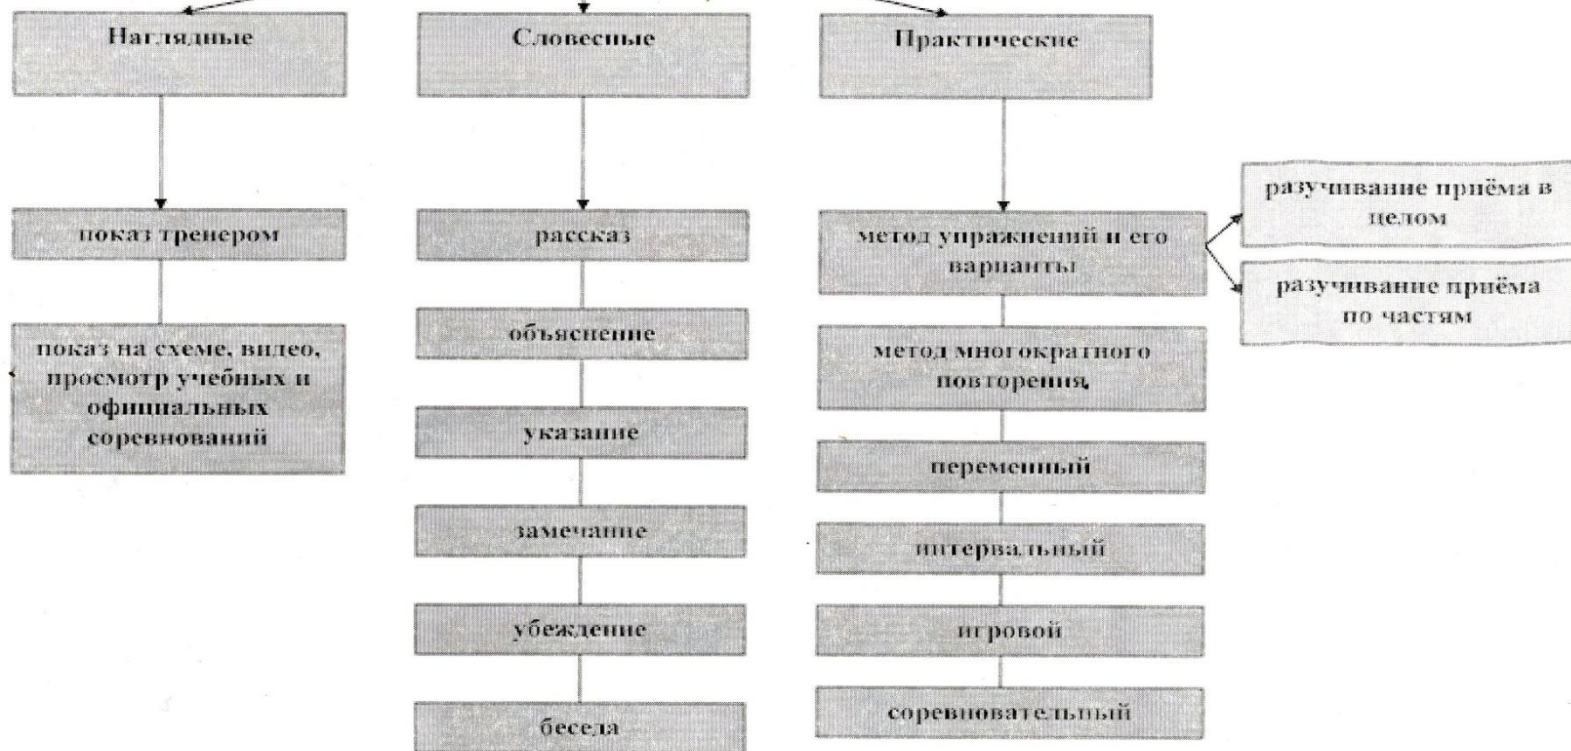 Наглядные
Словесные
Практические
показ тренером
показ на схеме, видео,
просмотр учебных и
официальных
соревнований
рассказ
объяснение
указание
замечание
убеждение
беседа
метод упражнений и его
варианты
разучивание приёма в
целом
разучивание приёма
по частям
метод многократного
повторения.
переменный
интервальный
игровой
соревновательный